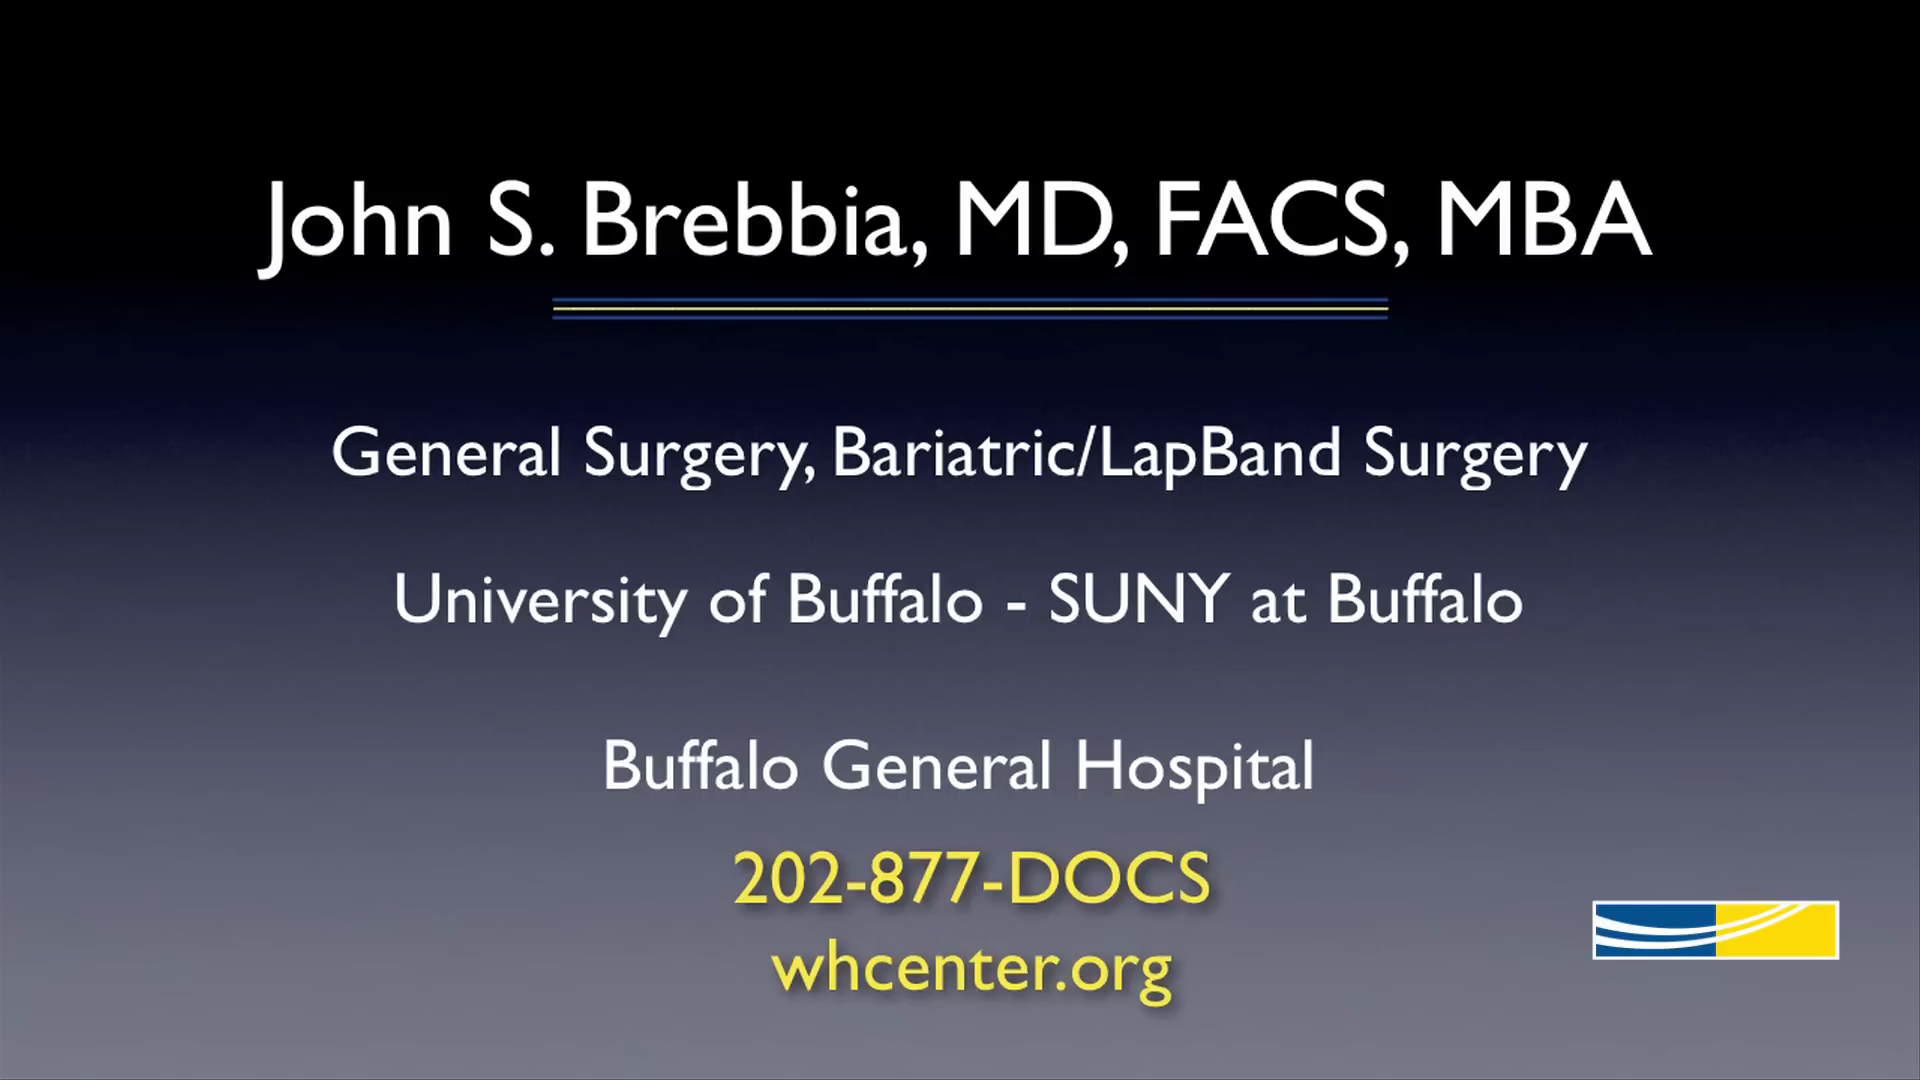 John S. Brebbia, MD, FACS, MBA
General Surgery, Bariatric/LapBand Surgery
University of Buffalo - SUNY at Buffalo
Buffalo General Hospital
202-877-DOCS
whcenter.org